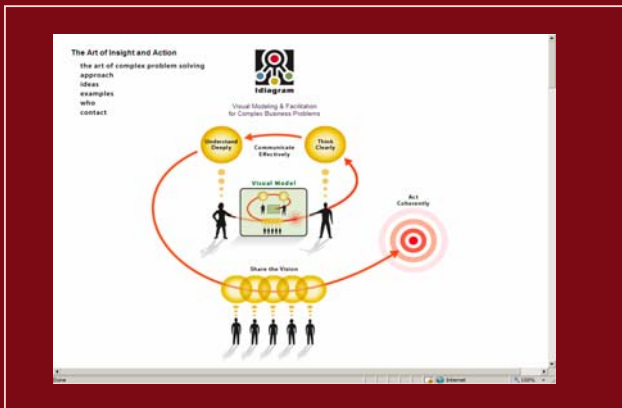 The Art of Insight and Action
the art of complex problem solving
approach
ideas
examples
who
contact
Idiagram
Visual Modeling & Facilitation
for Complex Business Problems
Understand
Deeply
Communicate
Effectively
Think
Clearly
Visual Model
Act
Coherently
Share the Vision
Done
Internet
100%